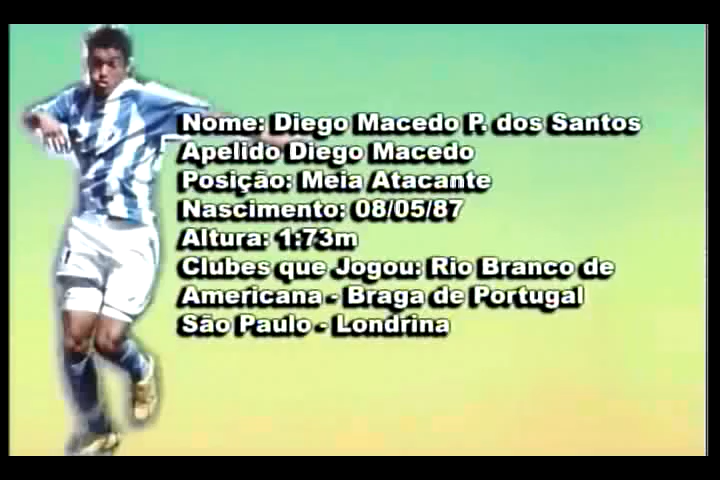 Nome: Diego Macedo P. dos Santos
Apelido Diego Macedo
Posição: Meia Atacante
Nascimento: 08/05/87
Altura: 1:73m
Clubes que Jogou: Rio Branco de
Americana - Braga de Portugal
São Paulo - Londrina